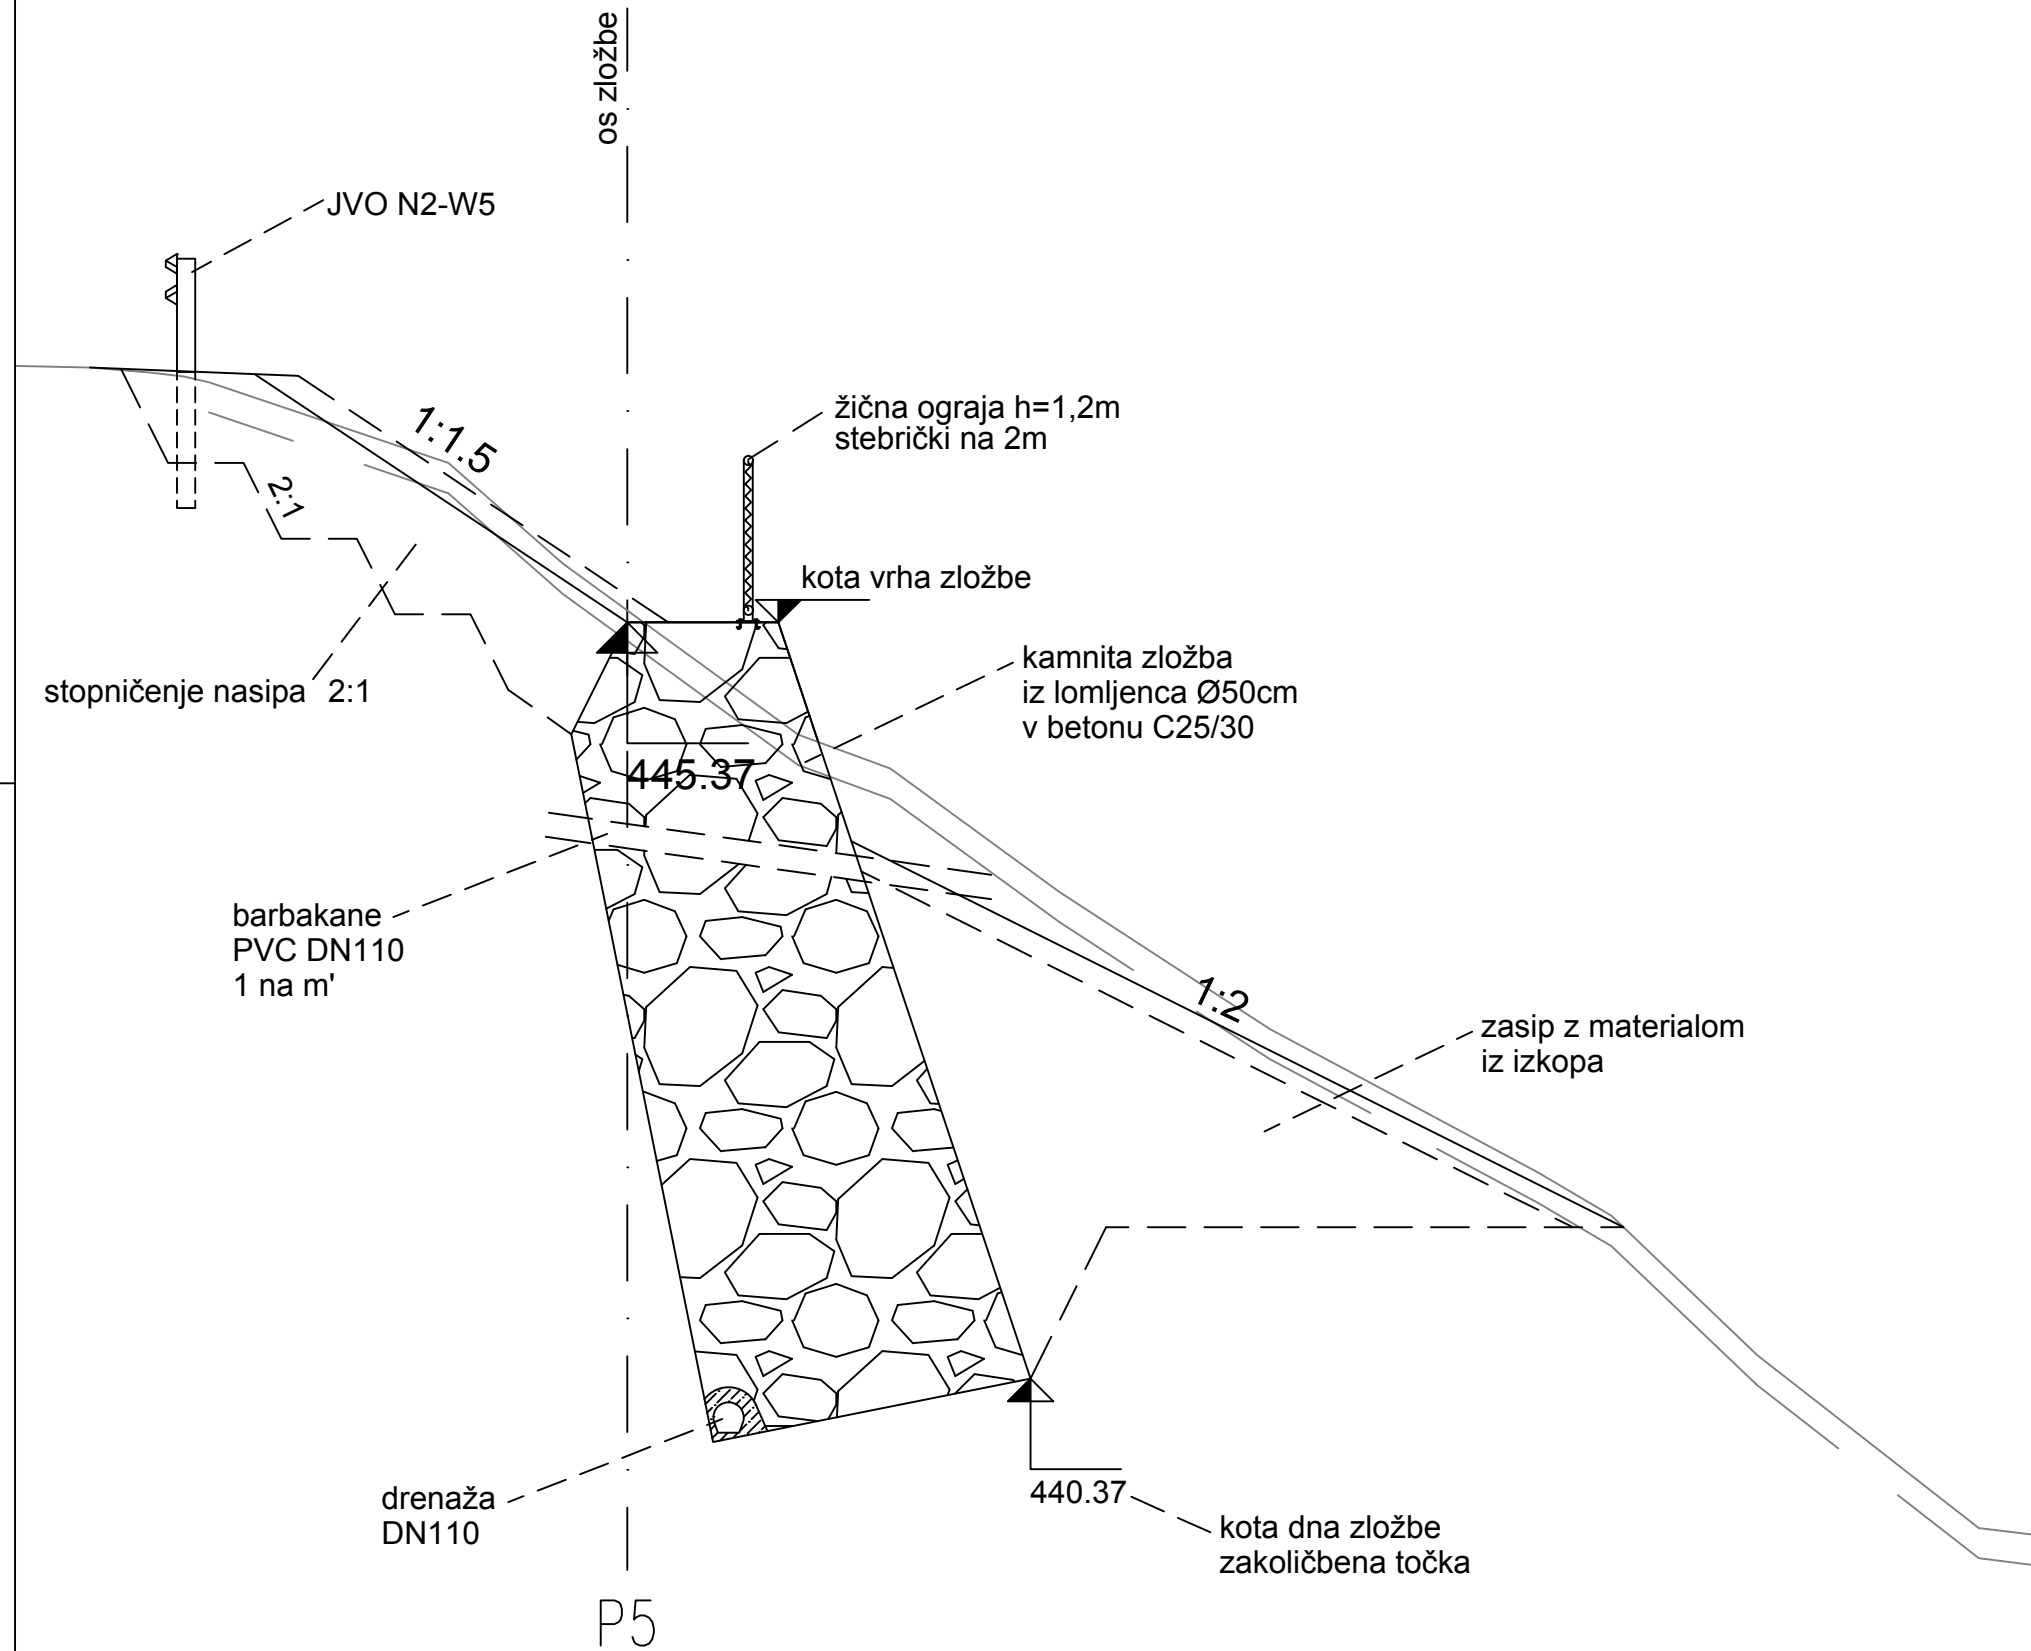 os zložbe
JVO N2-W5
1:1.5
žična ograja h=1,2m
stebrički na 2m
2:1
kota vrha zložbe
stopničenje nasipa 2:1
kamnita zložba
iz lomljenca Ø50cm
v betonu C25/30
445.37
barbakane
PVC DN110
1 na m'
1:2
zasip z materialom
iz izkopa
drenaža
DN110
440.37
kota dna zložbe
zakoličbena točka
P5